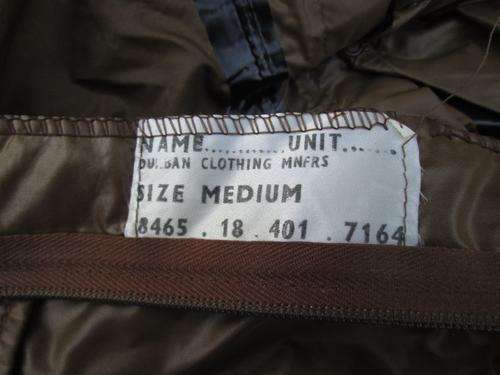 NAME............UNIT......
DURBAN CLOTHING MNFRS
SIZE MEDIUM
8465 . 18 . 401 . 7164